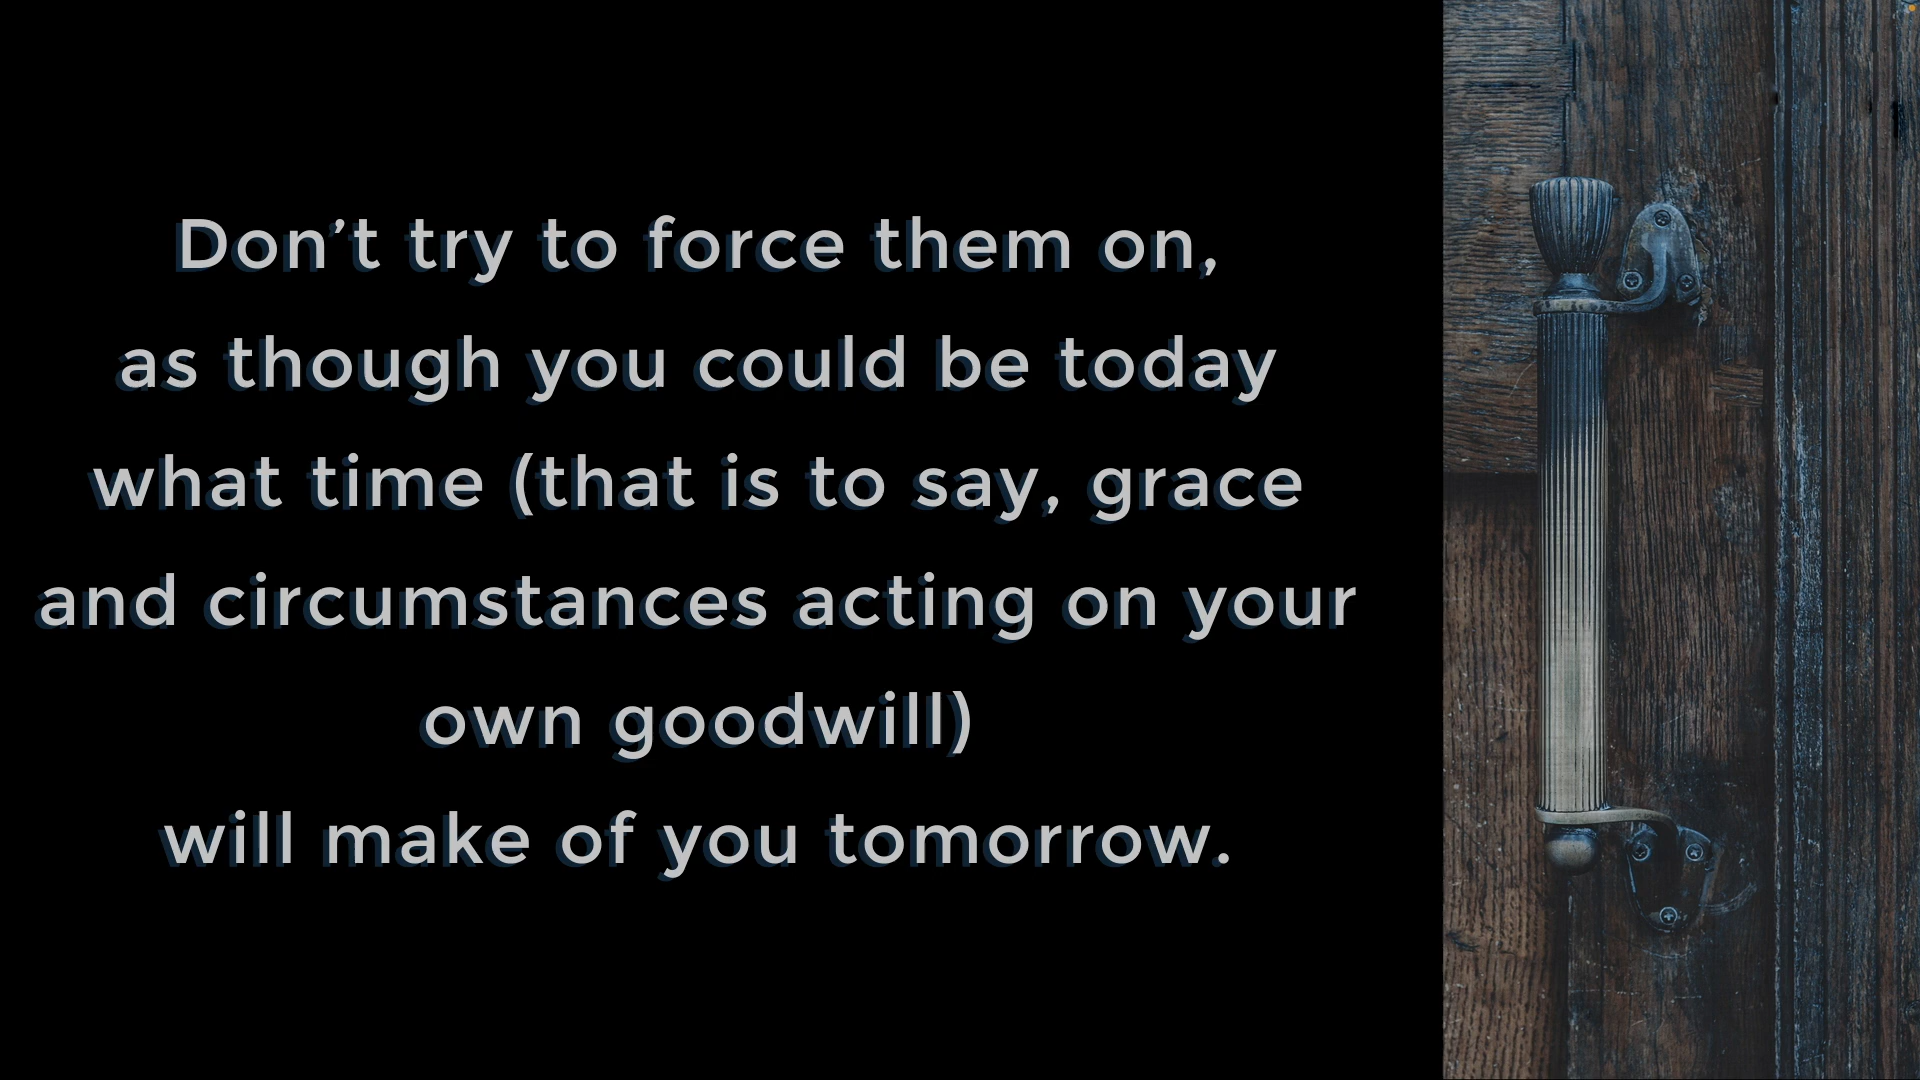 Don’t try to force them on,
as though you could be today
what time (that is to say, grace
and circumstances acting on your
own goodwill)
will make of you tomorrow.